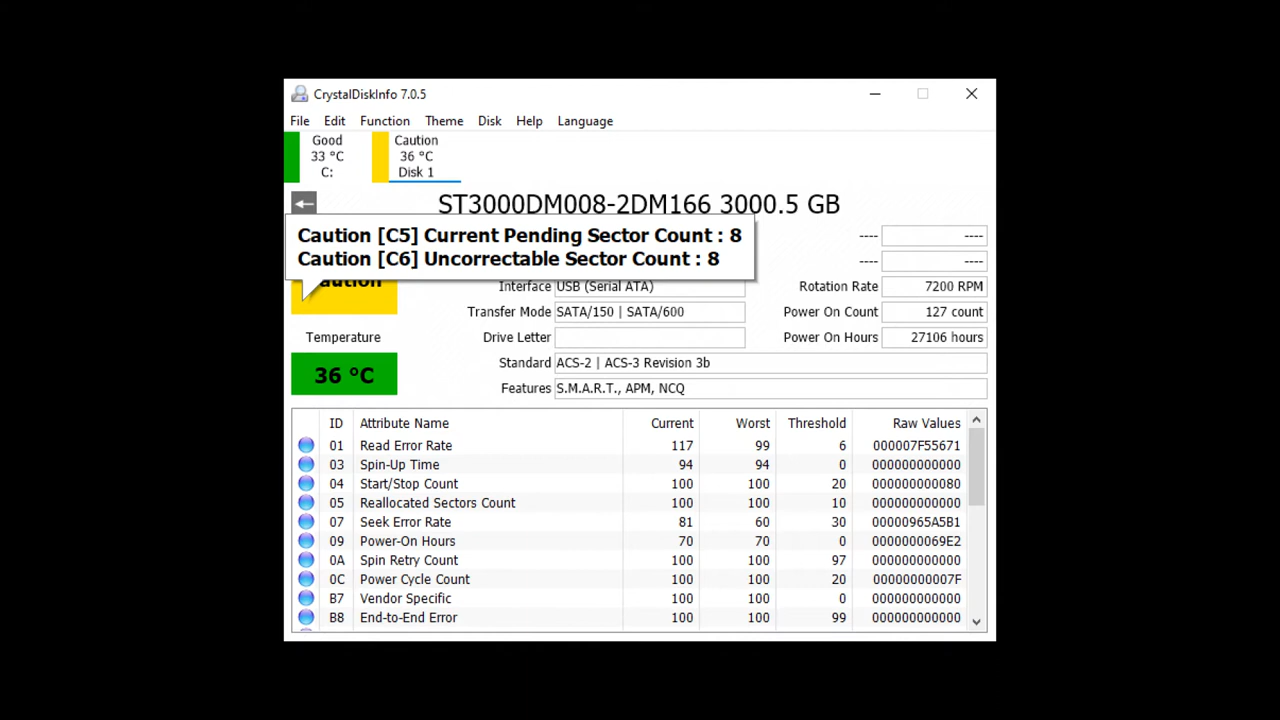 CrystalDiskInfo 7.0.5
File Edit Function Theme Disk Help Language
Good Caution
33 °C 36 °C
C: Disk 1
ST3000DM008-2DM166 3000.5 GB
Caution [C5] Current Pending Sector Count : 8 ---- ----
Caution [C6] Uncorrectable Sector Count : 8 ---- ----
Interface USB (Serial ATA) Rotation Rate 7200 RPM
Transfer Mode SATA/150 | SATA/600 Power On Count 127 count
Temperature Drive Letter Power On Hours 27106 hours
Standard ACS-2 | ACS-3 Revision 3b
36 °C Features S.M.A.R.T., APM, NCQ
ID Attribute Name Current Worst Threshold Raw Values
01 Read Error Rate 117 99 6 000007F55671
03 Spin-Up Time 94 94 0 000000000000
04 Start/Stop Count 100 100 20 000000000080
05 Reallocated Sectors Count 100 100 10 000000000000
07 Seek Error Rate 81 60 30 00000965A5B1
09 Power-On Hours 70 70 0 0000000069E2
0A Spin Retry Count 100 100 97 000000000000
0C Power Cycle Count 100 100 20 00000000007F
B7 Vendor Specific 100 100 0 000000000000
B8 End-to-End Error 100 100 99 000000000000